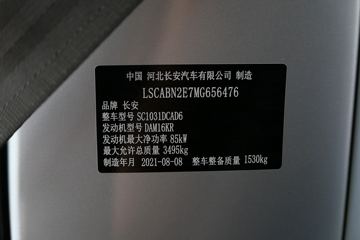 中国 河北长安汽车有限公司 制造
LSCABN2E7MG656476
品牌 长安
整车型号 SC1031DCAD6
发动机型号 DAM16KR
发动机最大净功率 85kW
最大允许总质量 3495kg
制造年月 2021-08-08 整车整备质量 1530kg